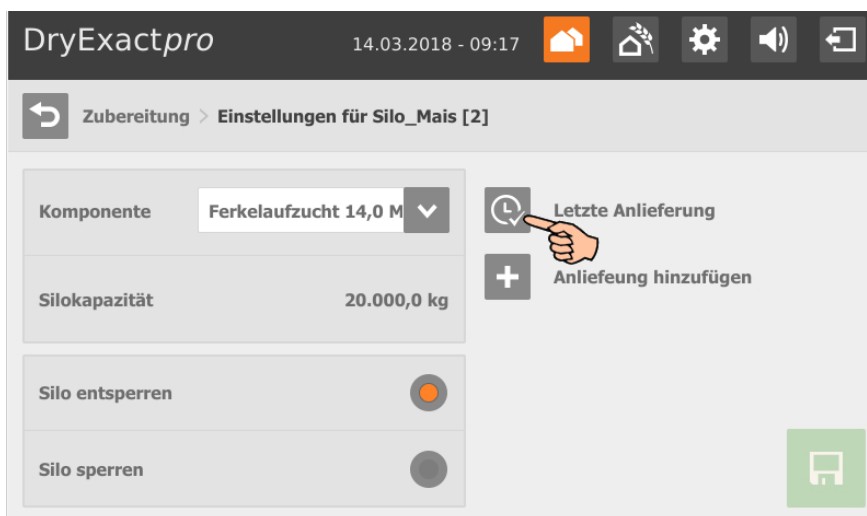 DryExactpro
14.03.2018 - 09:17
Zubereitung > Einstellungen für Silo_Mais [2]
Komponente
Ferkelaufzucht 14,0 M
Letzte Anlieferung
Anliefeung hinzufügen
Silokapazität
20.000,0 kg
Silo entsperren
Silo sperren